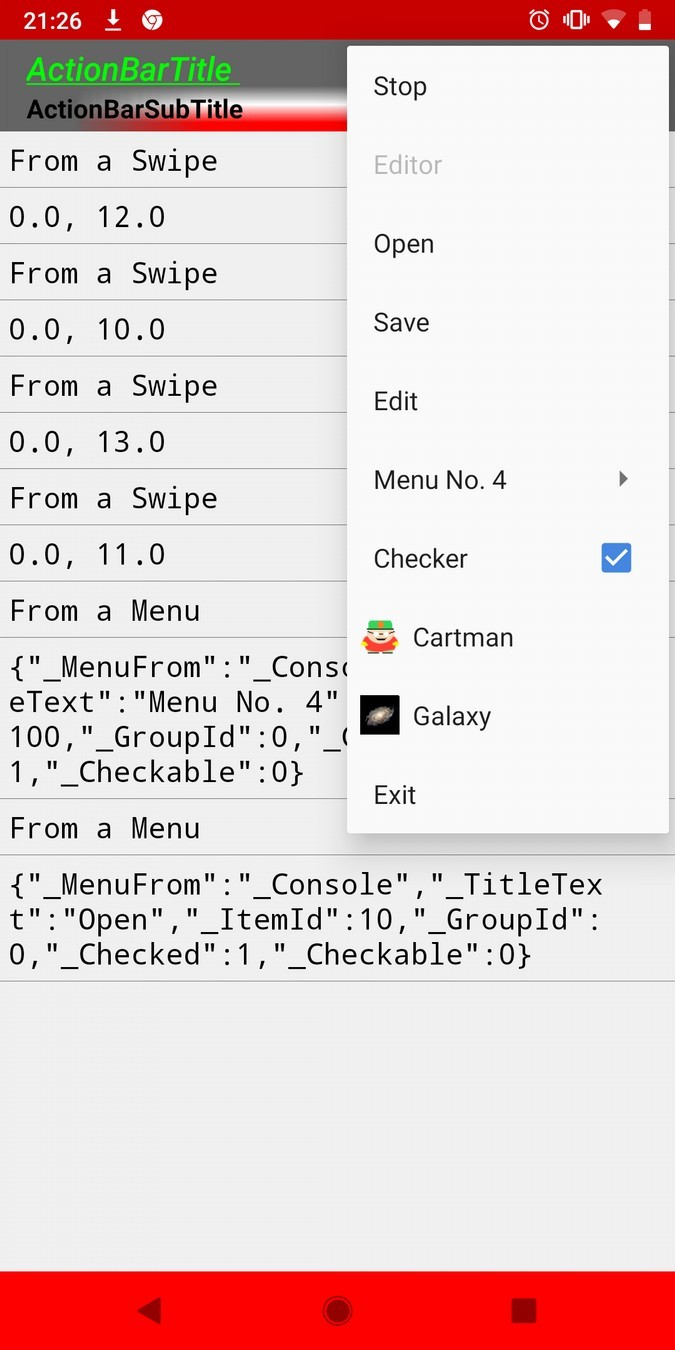 21:26
ActionBarTitle
ActionBarSubTitle
From a Swipe
0.0, 12.0
From a Swipe
0.0, 10.0
From a Swipe
0.0, 13.0
From a Swipe
0.0, 11.0
From a Menu
{"_MenuFrom":"_Conso
eText":"Menu No. 4"
100,"_GroupId":0,"_
1,"_Checkable":0}
From a Menu
{"_MenuFrom":"_Console","_TitleTex
t":"Open","_ItemId":10,"_GroupId":
0,"_Checked":1,"_Checkable":0}
Stop
Editor
Open
Save
Edit
Menu No. 4
Checker
Cartman
Galaxy
Exit